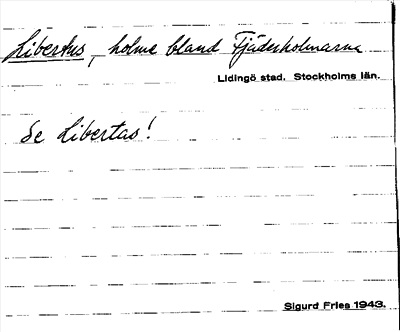 Libertus, holme bland Fjäderholmarna
Lidingö stad. Stockholms län.
Se Libertas!
Sigurd Fries 1943.